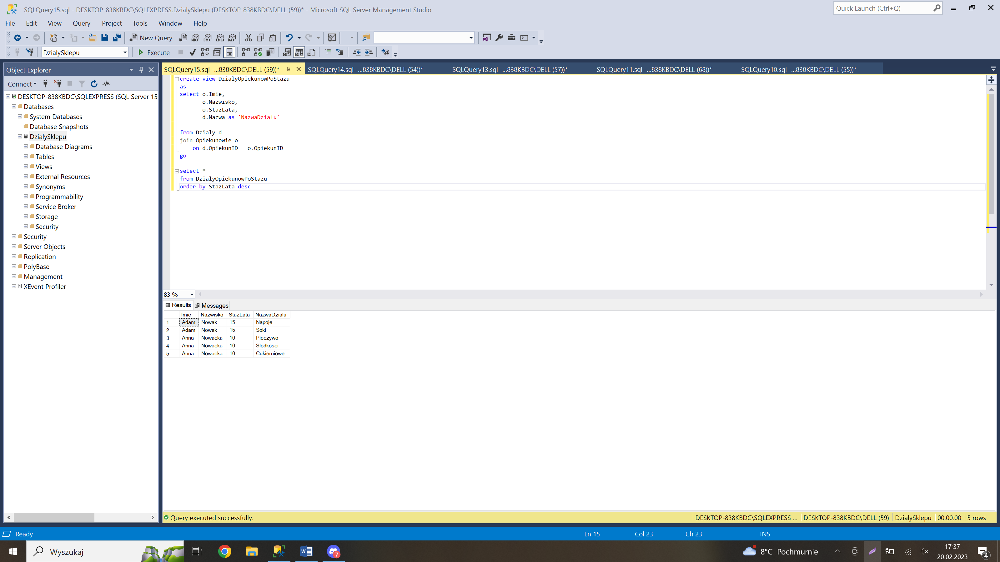 SQLQuery15.sql - DESKTOP-838KBDC\SQLEXPRESS.DzialySklepu (DESKTOP-838KBDC\DELL (59))* - Microsoft SQL Server Management Studio
Quick Launch (Ctrl+Q)
File Edit View Query Project Tools Window Help
New Query MDX DMX XMLA DAX
DzialySklepu Execute
Object Explorer
SQLQuery15.sql -...838KBDC\DELL (59))* SQLQuery14.sql -...838KBDC\DELL (54))* SQLQuery13.sql -...838KBDC\DELL (57))* SQLQuery11.sql -...838KBDC\DELL (68))* SQLQuery10.sql -...838KBDC\DELL (55))*
Connect
DESKTOP-838KBDC\SQLEXPRESS (SQL Server 15
Databases
System Databases
Database Snapshots
DzialySklepu
Database Diagrams
Tables
Views
External Resources
Synonyms
Programmability
Service Broker
Storage
Security
Security
Server Objects
Replication
PolyBase
Management
XEvent Profiler
create view DzialyOpiekunowPoStazu
as
select o.Imie,
o.Nazwisko,
o.StazLata,
d.Nazwa as 'NazwaDzialu'
from Dzialy d
join Opiekunowie o
on d.OpiekunID = o.OpiekunID
go
select *
from DzialyOpiekunowPoStazu
order by StazLata desc
83 %
Results Messages
Imie Nazwisko StazLata NazwaDzialu
1 Adam Nowak 15 Napoje
2 Adam Nowak 15 Soki
3 Anna Nowacka 10 Pieczywo
4 Anna Nowacka 10 Slodkosci
5 Anna Nowacka 10 Cukierniowe
Query executed successfully. DESKTOP-838KBDC\SQLEXPRESS ... DESKTOP-838KBDC\DELL (59) DzialySklepu 00:00:00 5 rows
Ready Ln 15 Col 23 Ch 23 INS
Wyszukaj 7 8°C Pochmurnie 17:37
20.02.2023 4